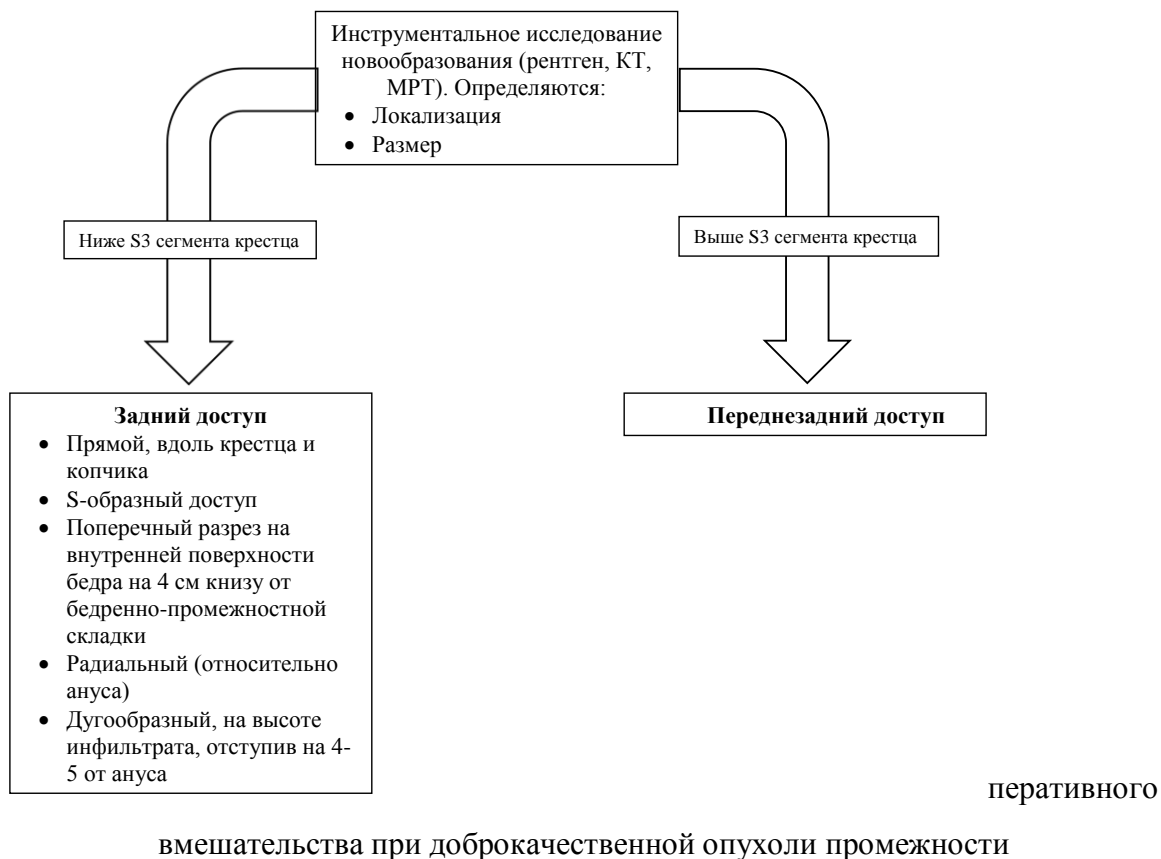 Инструментальное исследование
новообразования (рентген, КТ,
МРТ). Определяются:
• Локализация
• Размер
Ниже S3 сегмента крестца
Выше S3 сегмента крестца
Задний доступ
• Прямой, вдоль крестца и
копчика
• S-образный доступ
• Поперечный разрез на
внутренней поверхности
бедра на 4 см книзу от
бедренно-промежностной
складки
• Радиальный (относительно
ануса)
• Дугообразный, на высоте
инфильтрата, отступив на 4-
5 от ануса
Переднезадний доступ
перативного
вмешательства при доброкачественной опухоли промежности